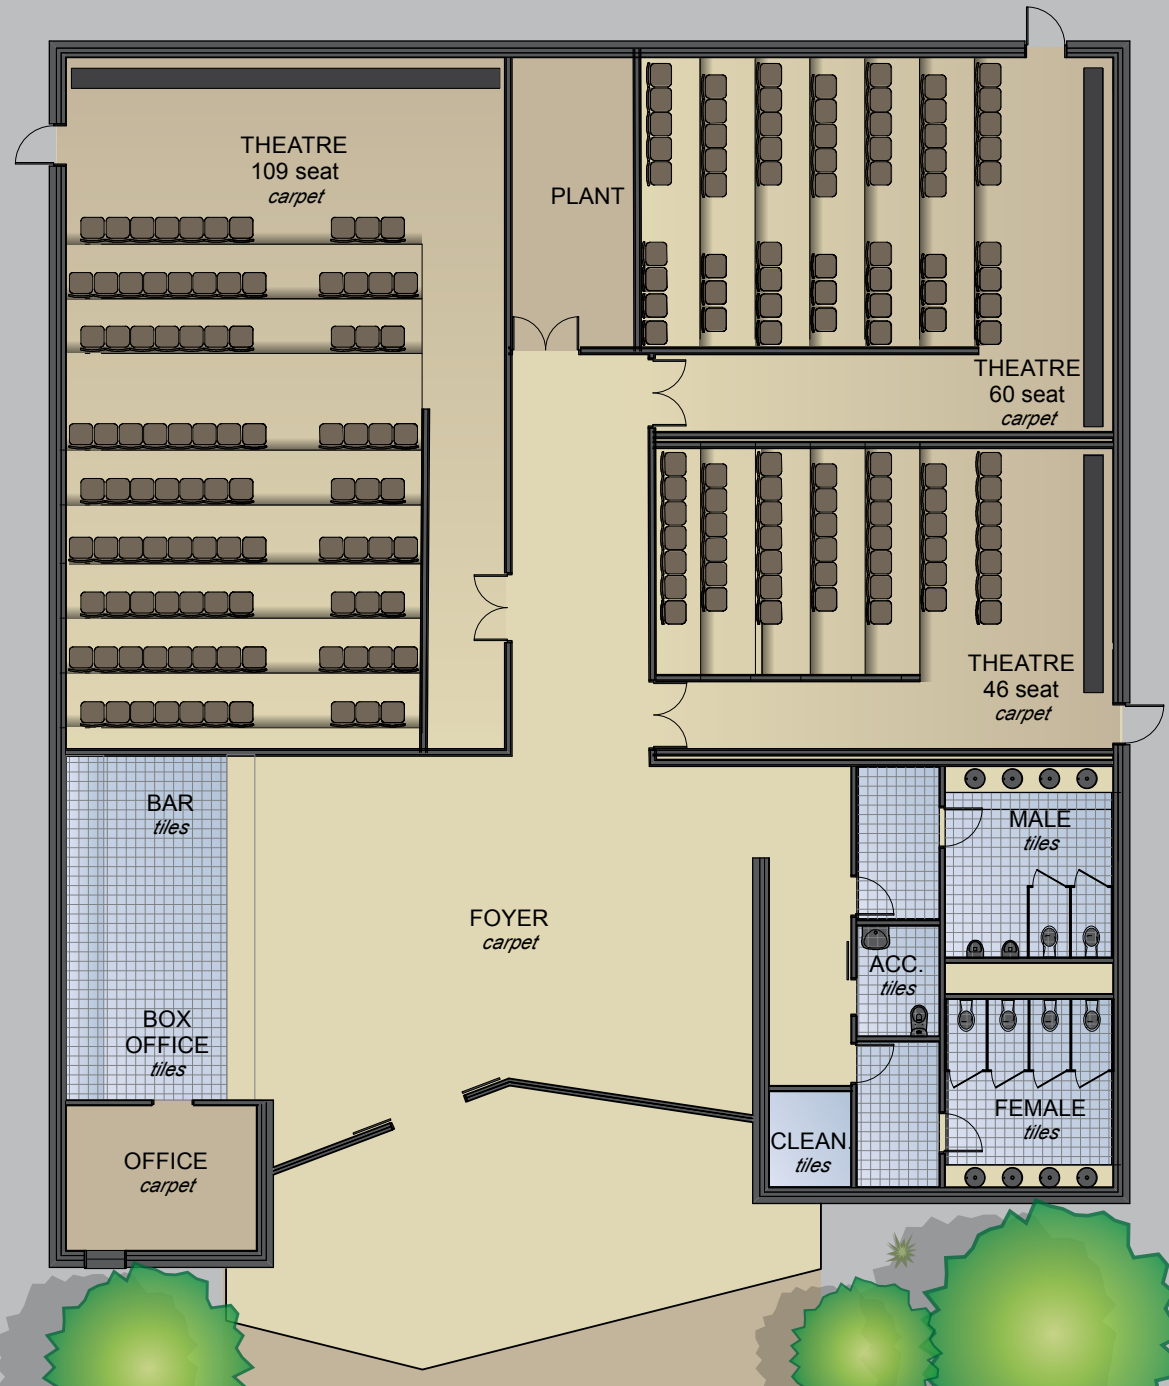 THEATRE
109 seat
carpet
PLANT
THEATRE
60 seat
carpet
THEATRE
46 seat
carpet
BAR
tiles
MALE
tiles
FOYER
carpet
ACC.
tiles
BOX
OFFICE
tiles
FEMALE
tiles
CLEAN.
tiles
OFFICE
carpet